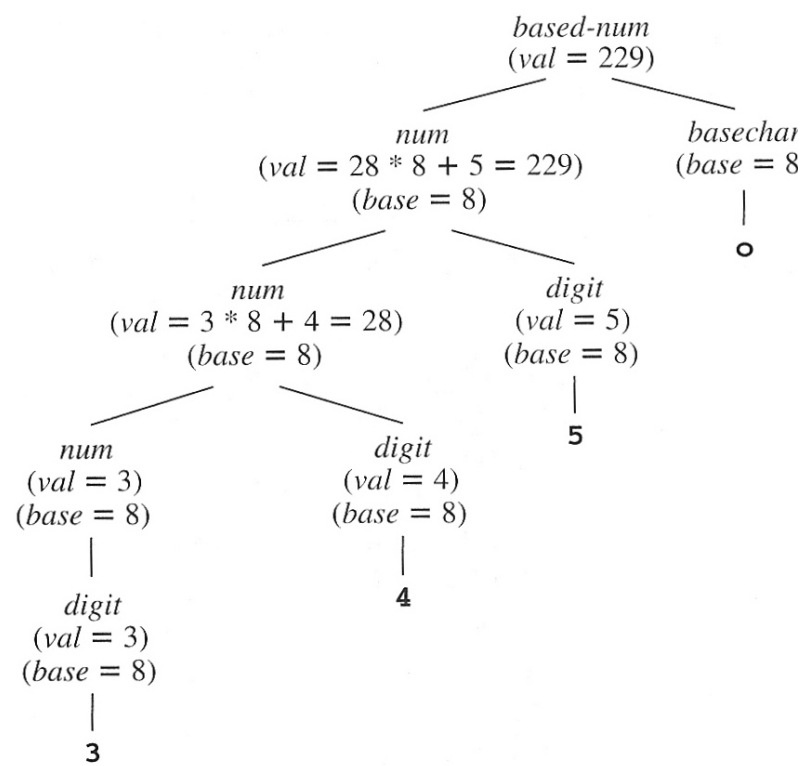 based-num
(val = 229)
num
(val = 28 * 8 + 5 = 229)
(base = 8)
basechar
(base = 8
o
num
(val = 3 * 8 + 4 = 28)
(base = 8)
digit
(val = 5)
(base = 8)
5
num
(val = 3)
(base = 8)
digit
(val = 4)
(base = 8)
4
digit
(val = 3)
(base = 8)
3